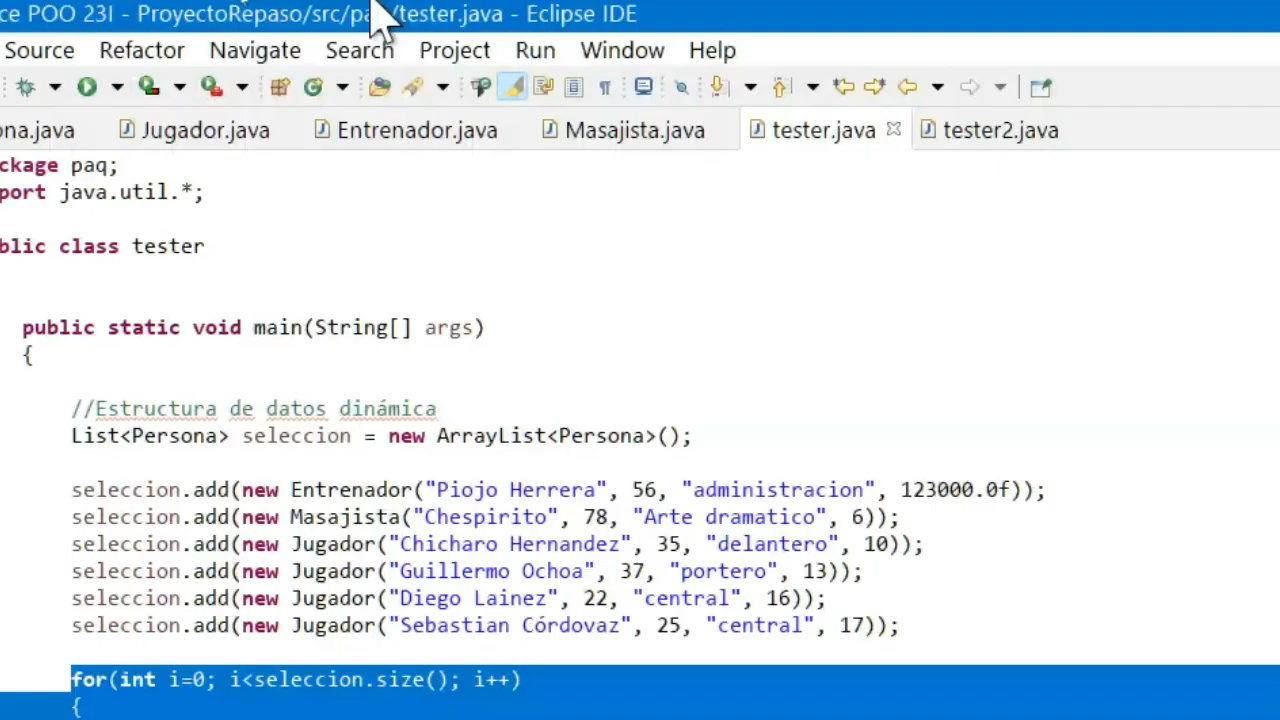 ce POO 23I - ProyectoRepaso/src/pa /tester.java - Eclipse IDE
Source Refactor Navigate Search Project Run Window Help
ona.java Jugador.java Entrenador.java Masajista.java tester.java tester2.java
ckage paq;
port java.util.*;
blic class tester
public static void main(String[] args)
{
//Estructura de datos dinámica
List<Persona> seleccion = new ArrayList<Persona>();
seleccion.add(new Entrenador("Piojo Herrera", 56, "administracion", 123000.0f));
seleccion.add(new Masajista("Chespirito", 78, "Arte dramatico", 6));
seleccion.add(new Jugador("Chicharo Hernandez", 35, "delantero", 10));
seleccion.add(new Jugador("Guillermo Ochoa", 37, "portero", 13));
seleccion.add(new Jugador("Diego Lainez", 22, "central", 16));
seleccion.add(new Jugador("Sebastian Córdovaz", 25, "central", 17));
for(int i=0; i<seleccion.size(); i++)
{